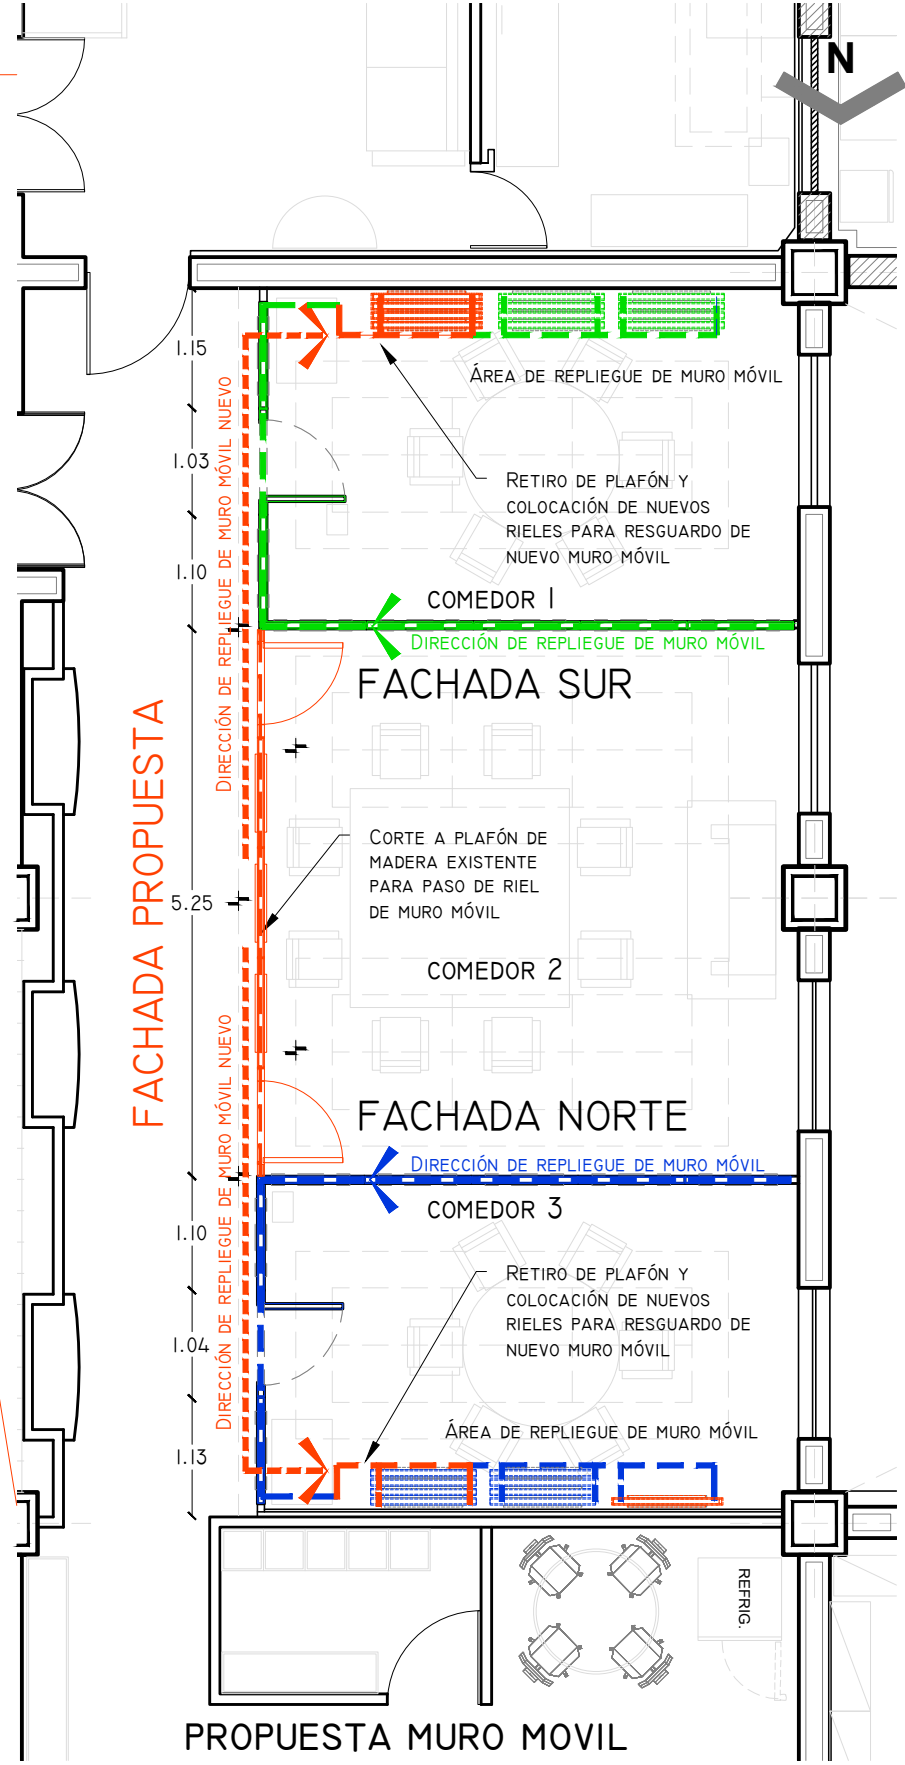 N
1.15
ÁREA DE REPLIEGUE DE MURO MÓVIL
1.03
RETIRO DE PLAFÓN Y
COLOCACIÓN DE NUEVOS
RIELES PARA RESGUARDO DE
NUEVO MURO MÓVIL
DIRECCIÓN DE REPLIEGUE DE MURO MÓVIL NUEVO
1.10
COMEDOR 1
DIRECCIÓN DE REPLIEGUE DE MURO MÓVIL
FACHADA SUR
FACHADA PROPUESTA
CORTE A PLAFÓN DE
MADERA EXISTENTE
PARA PASO DE RIEL
DE MURO MÓVIL
5.25
COMEDOR 2
FACHADA NORTE
DIRECCIÓN DE REPLIEGUE DE MURO MÓVIL
COMEDOR 3
DIRECCIÓN DE REPLIEGUE DE MURO MÓVIL NUEVO
1.10
RETIRO DE PLAFÓN Y
COLOCACIÓN DE NUEVOS
RIELES PARA RESGUARDO DE
NUEVO MURO MÓVIL
1.04
ÁREA DE REPLIEGUE DE MURO MÓVIL
1.13
REFRIG.
PROPUESTA MURO MOVIL